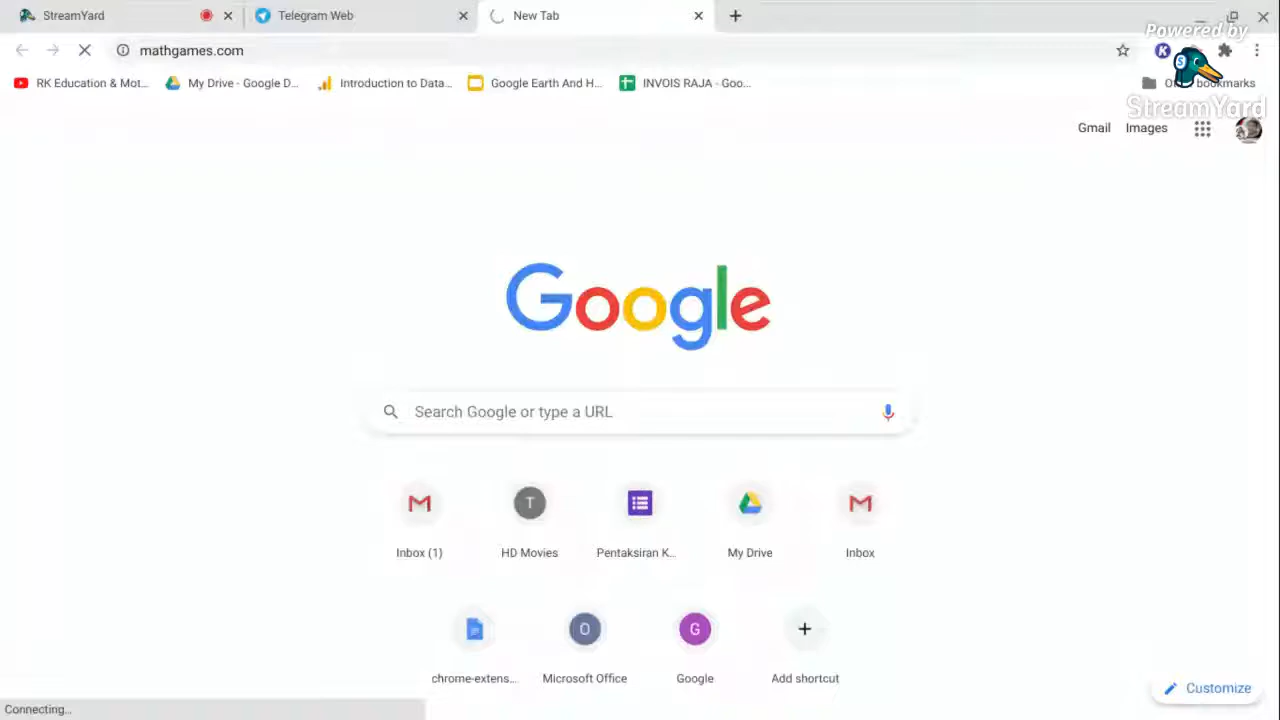 StreamYard
Telegram Web
New Tab
mathgames.com
Powered by
StreamYard
RK Education & Mot...
My Drive - Google D...
Introduction to Data...
Google Earth And H...
INVOIS RAJA - Goo...
bookmarks
Gmail
Images
Google
Search Google or type a URL
Inbox (1)
T
HD Movies
Pentaksiran K...
My Drive
Inbox
chrome-extens...
O
Microsoft Office
G
Google
Add shortcut
Customize
Connecting...